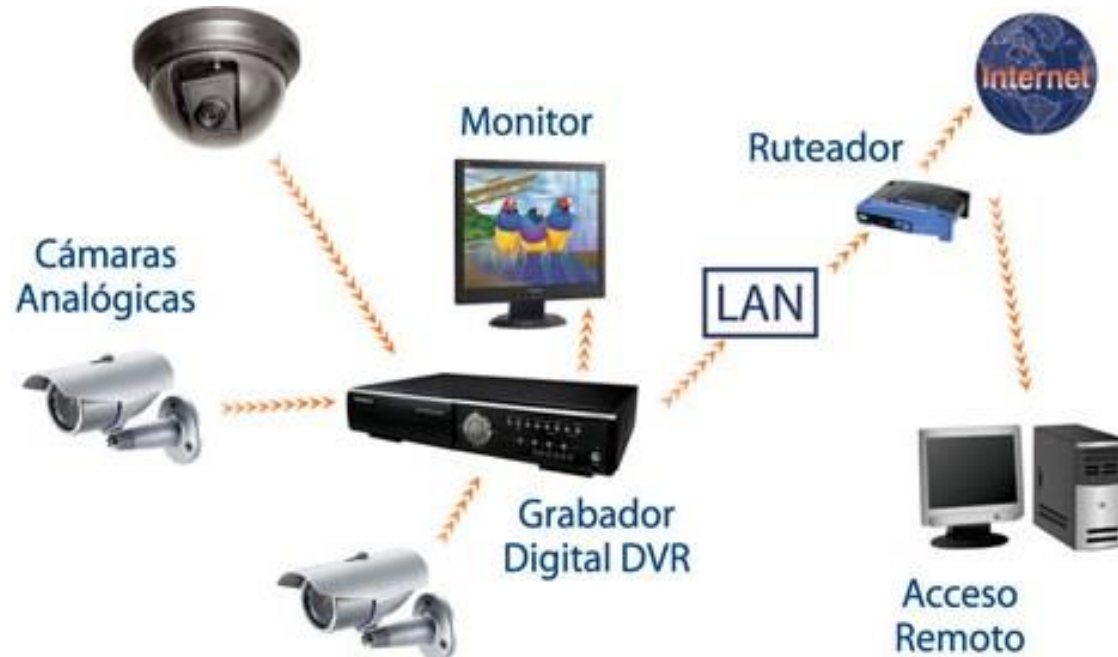 Monitor
Internet
Ruteador
Cámaras
Analógicas
LAN
Grabador
Digital DVR
Acceso
Remoto